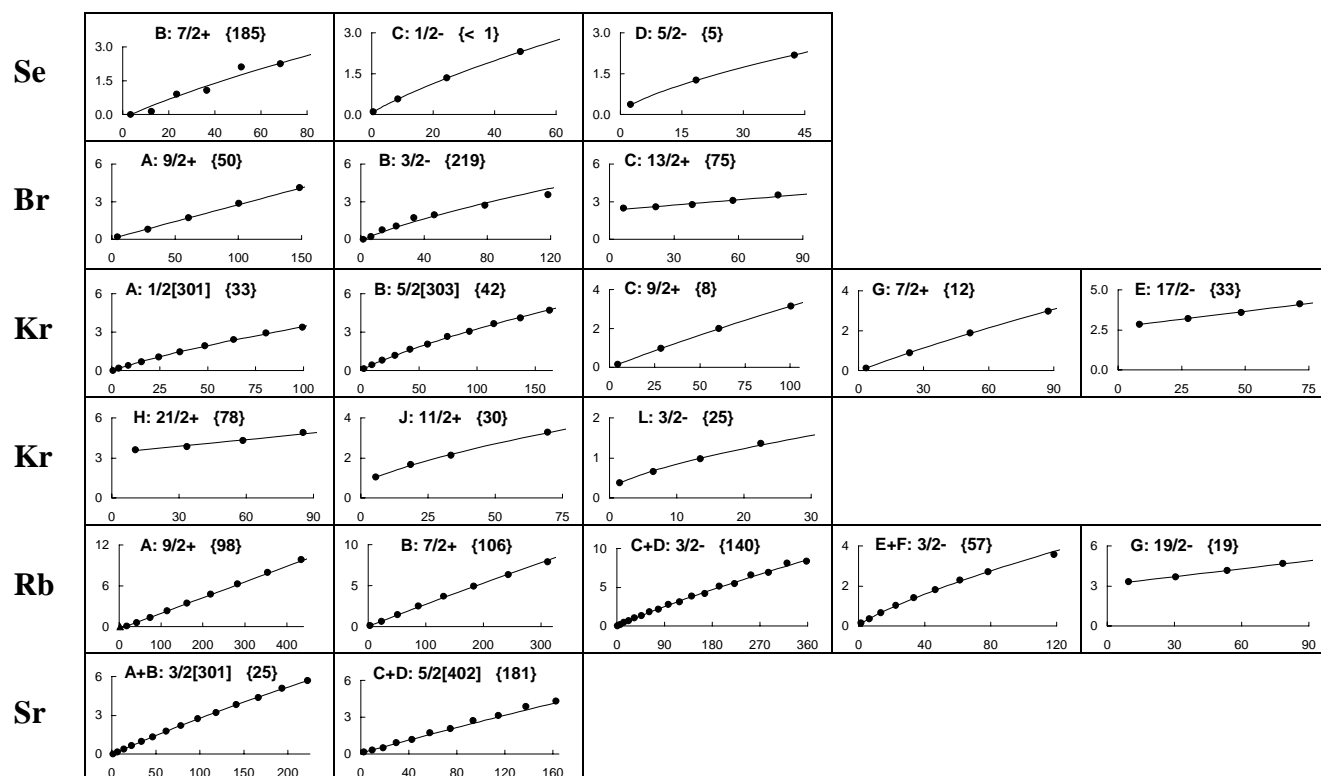 Se
B: 7/2+ {185}
3.0
1.5
0.0
0 20 40 60 80
C: 1/2- {< 1}
3.0
1.5
0.0
0 20 40 60
D: 5/2- {5}
3.0
1.5
0.0
0 15 30 45
Br
A: 9/2+ {50}
6
3
0
0 50 100 150
B: 3/2- {219}
6
3
0
0 40 80 120
C: 13/2+ {75}
6
3
0
0 30 60 90
Kr
A: 1/2[301] {33}
6
3
0
0 25 50 75 100
B: 5/2[303] {42}
6
3
0
0 50 100 150
C: 9/2+ {8}
4
2
0
0 25 50 75 100
G: 7/2+ {12}
4
2
0
0 30 60 90
E: 17/2- {33}
5.0
2.5
0.0
0 25 50 75
Kr
H: 21/2+ {78}
6
3
0
0 30 60 90
J: 11/2+ {30}
4
2
0
0 25 50 75
L: 3/2- {25}
2
1
0
0 10 20 30
Rb
A: 9/2+ {98}
12
6
0
0 100 200 300 400
B: 7/2+ {106}
10
5
0
0 100 200 300
C+D: 3/2- {140}
10
5
0
0 90 180 270 360
E+F: 3/2- {57}
4
2
0
0 40 80 120
G: 19/2- {19}
6
3
0
0 30 60 90
Sr
A+B: 3/2[301] {25}
6
3
0
0 50 100 150 200
C+D: 5/2[402] {181}
6
3
0
0 40 80 120 160